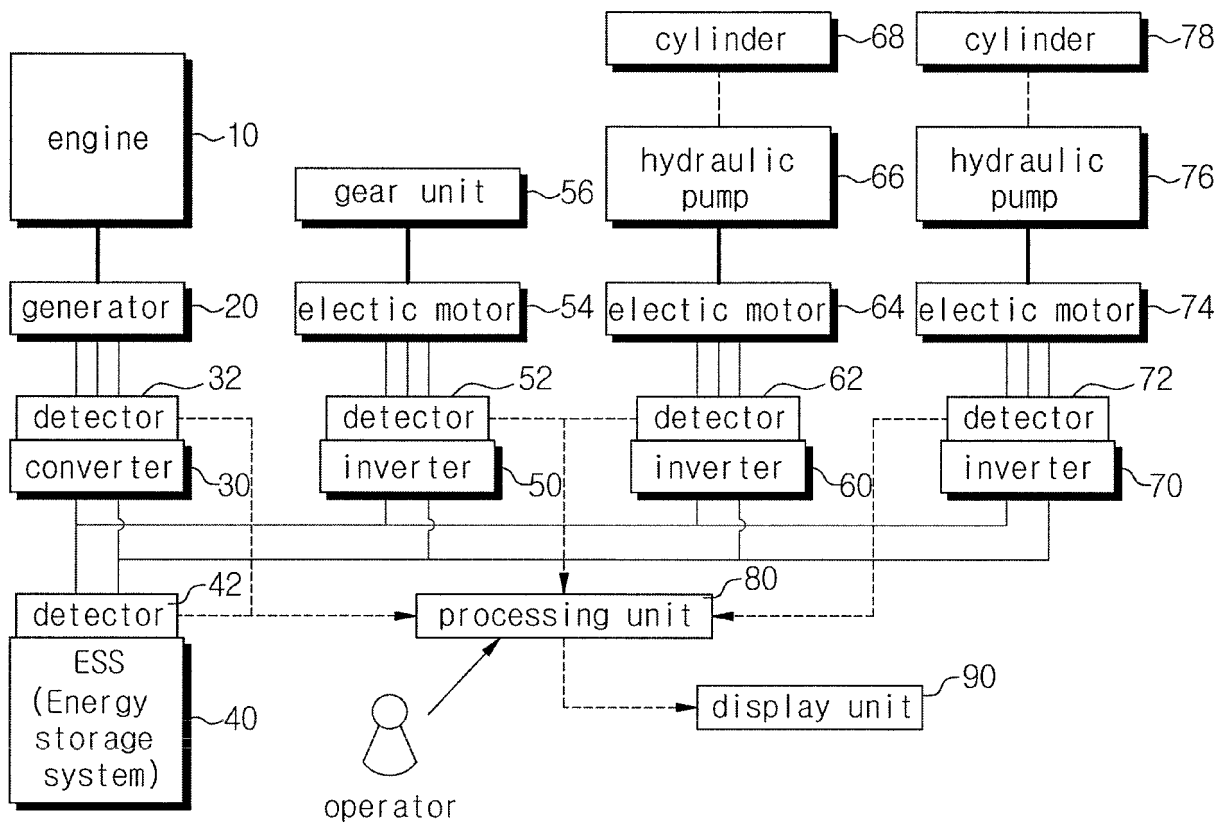 cylinder 68 cylinder 78
engine 10
hydraulic pump 66
hydraulic pump 76
gear unit 56
generator 20 electic motor 54 electic motor 64 electic motor 74
32 52 62 72
detector detector detector detector
converter 30 inverter 50 inverter 60 inverter 70
detector 42
processing unit 80
ESS
(Energy
storage
system) 40
display unit 90
operator